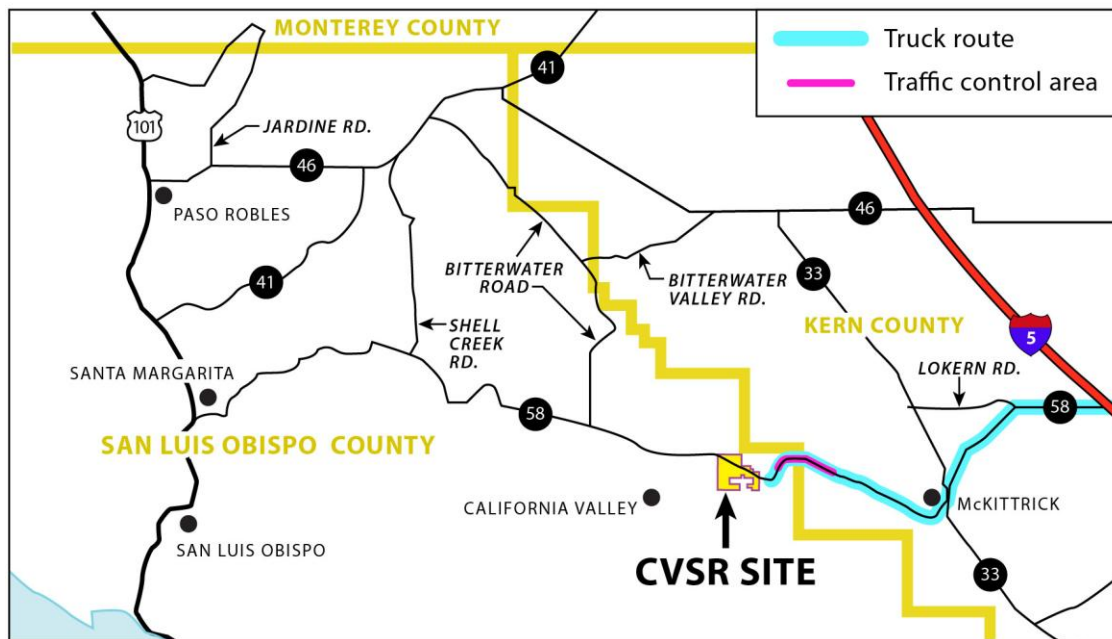 MONTEREY COUNTY
Truck route
Traffic control area
41
101
JARDINE RD.
46
PASO ROBLES
46
41
BITTERWATER
ROAD
BITTERWATER
VALLEY RD.
33
SHELL
CREEK
RD.
KERN COUNTY
5
LOKERN RD.
SANTA MARGARITA
58
58
SAN LUIS OBISPO COUNTY
CALIFORNIA VALLEY
McKITTRICK
SAN LUIS OBISPO
CVSR SITE
33